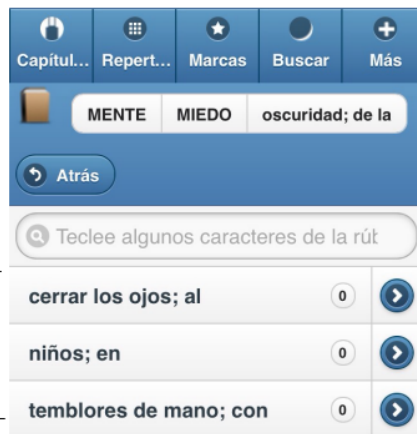 Capítul... Repert... Marcas Buscar Más
MENTE MIEDO oscuridad; de la
Atrás
Teclee algunos caracteres de la rúb
cerrar los ojos; al 0
niños; en 0
temblores de mano; con 0